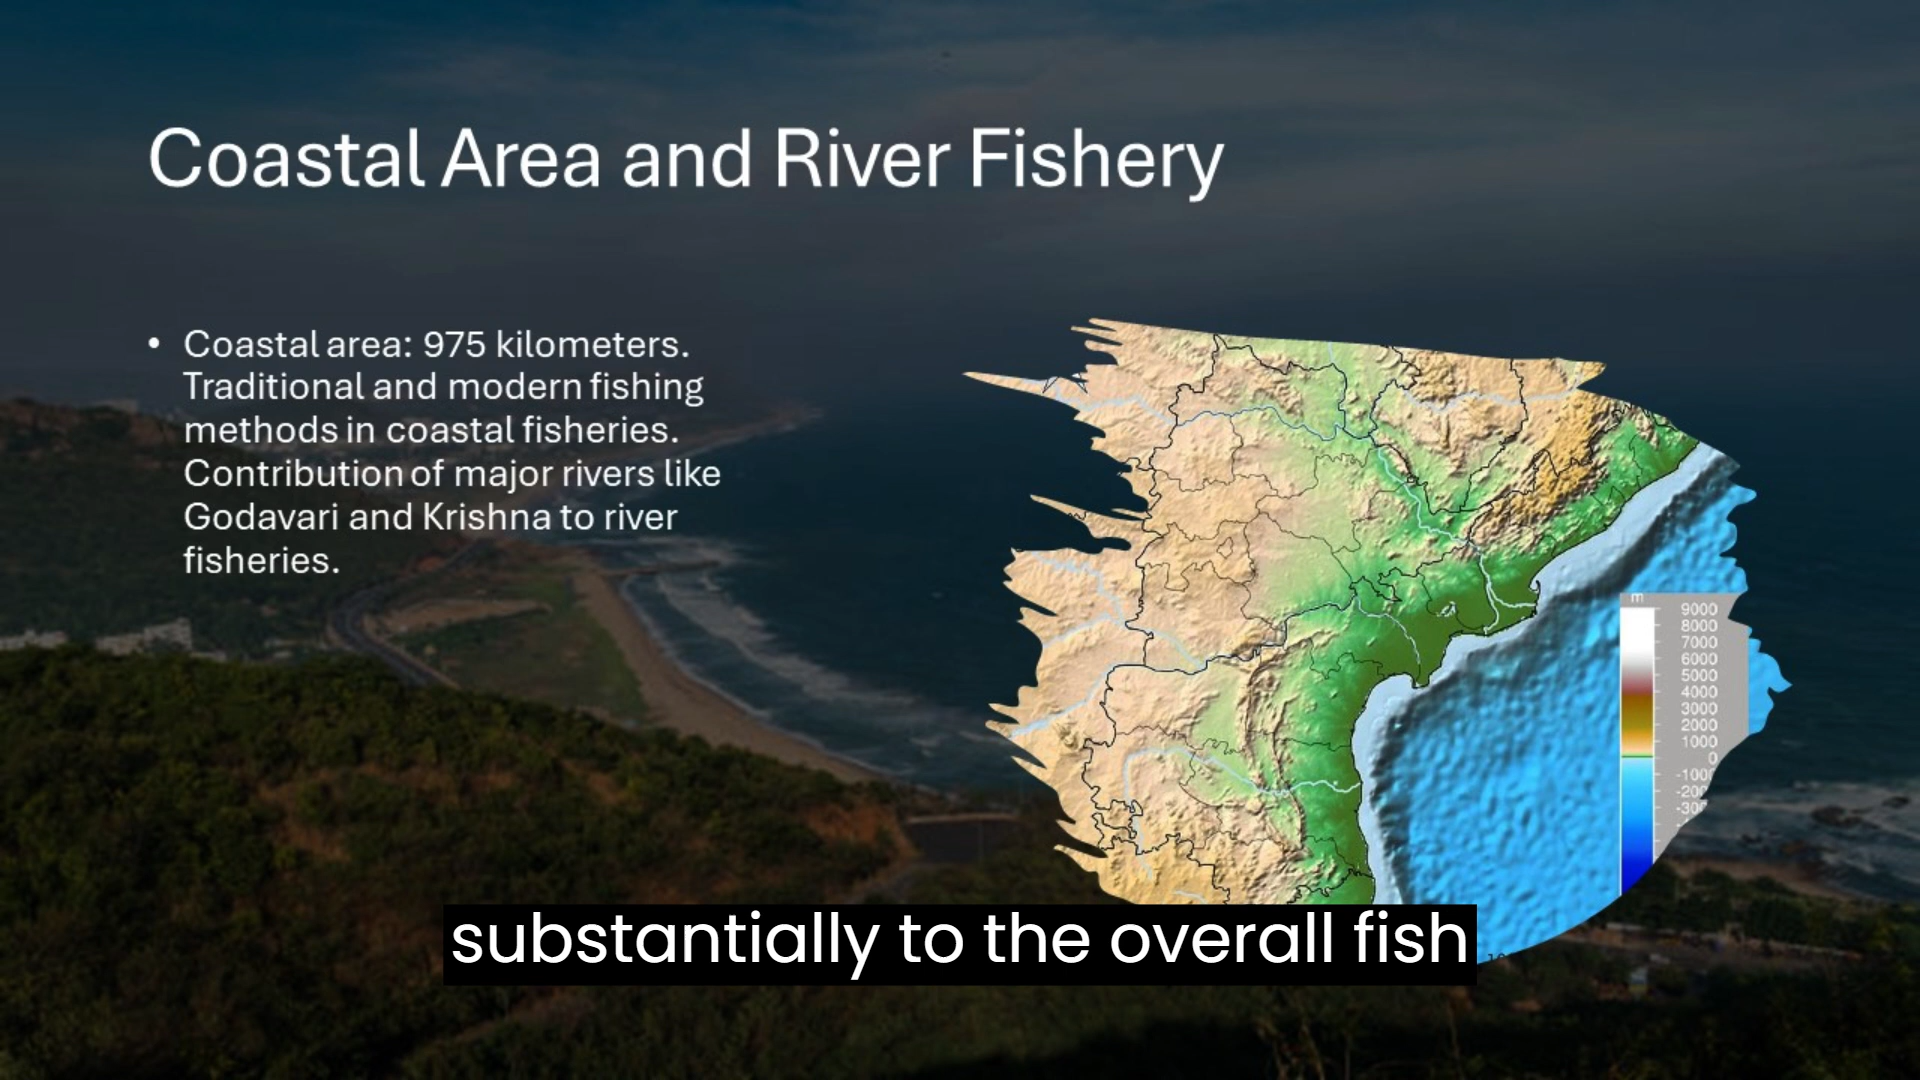 Coastal Area and River Fishery
• Coastal area: 975 kilometers.
Traditional and modern fishing
methods in coastal fisheries.
Contribution of major rivers like
Godavari and Krishna to river
fisheries.
m
9000
8000
7000
6000
5000
4000
3000
2000
1000
0
substantially to the overall fish